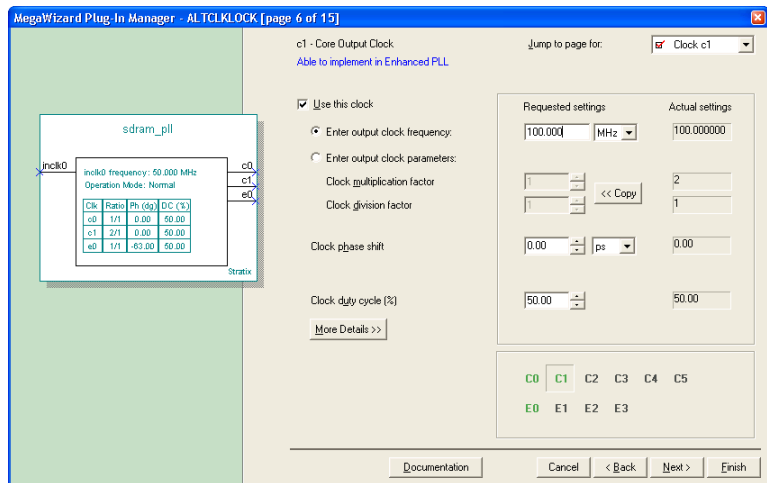 MegaWizard Plug-In Manager - ALTCLKLOCK [page 6 of 15]
c1 - Core Output Clock
Able to implement in Enhanced PLL
Jump to page for:
Clock c1
Use this clock
Requested settings
Actual settings
Enter output clock frequency:
100.000
MHz
100.000000
Enter output clock parameters:
Clock multiplication factor
1
<< Copy
2
Clock division factor
1
1
Clock phase shift
0.00
ps
0.00
Clock duty cycle (%)
50.00
50.00
More Details >>
sdram_pll
inclk0
inclk0 frequency: 50.000 MHz
Operation Mode: Normal
Clk Ratio Ph (dg) DC (%)
c0 1/1 0.00 50.00
c1 2/1 0.00 50.00
e0 1/1 -63.00 50.00
c0
c1
e0
Stratix
C0 C1 C2 C3 C4 C5
E0 E1 E2 E3
Documentation
Cancel
< Back
Next >
Finish